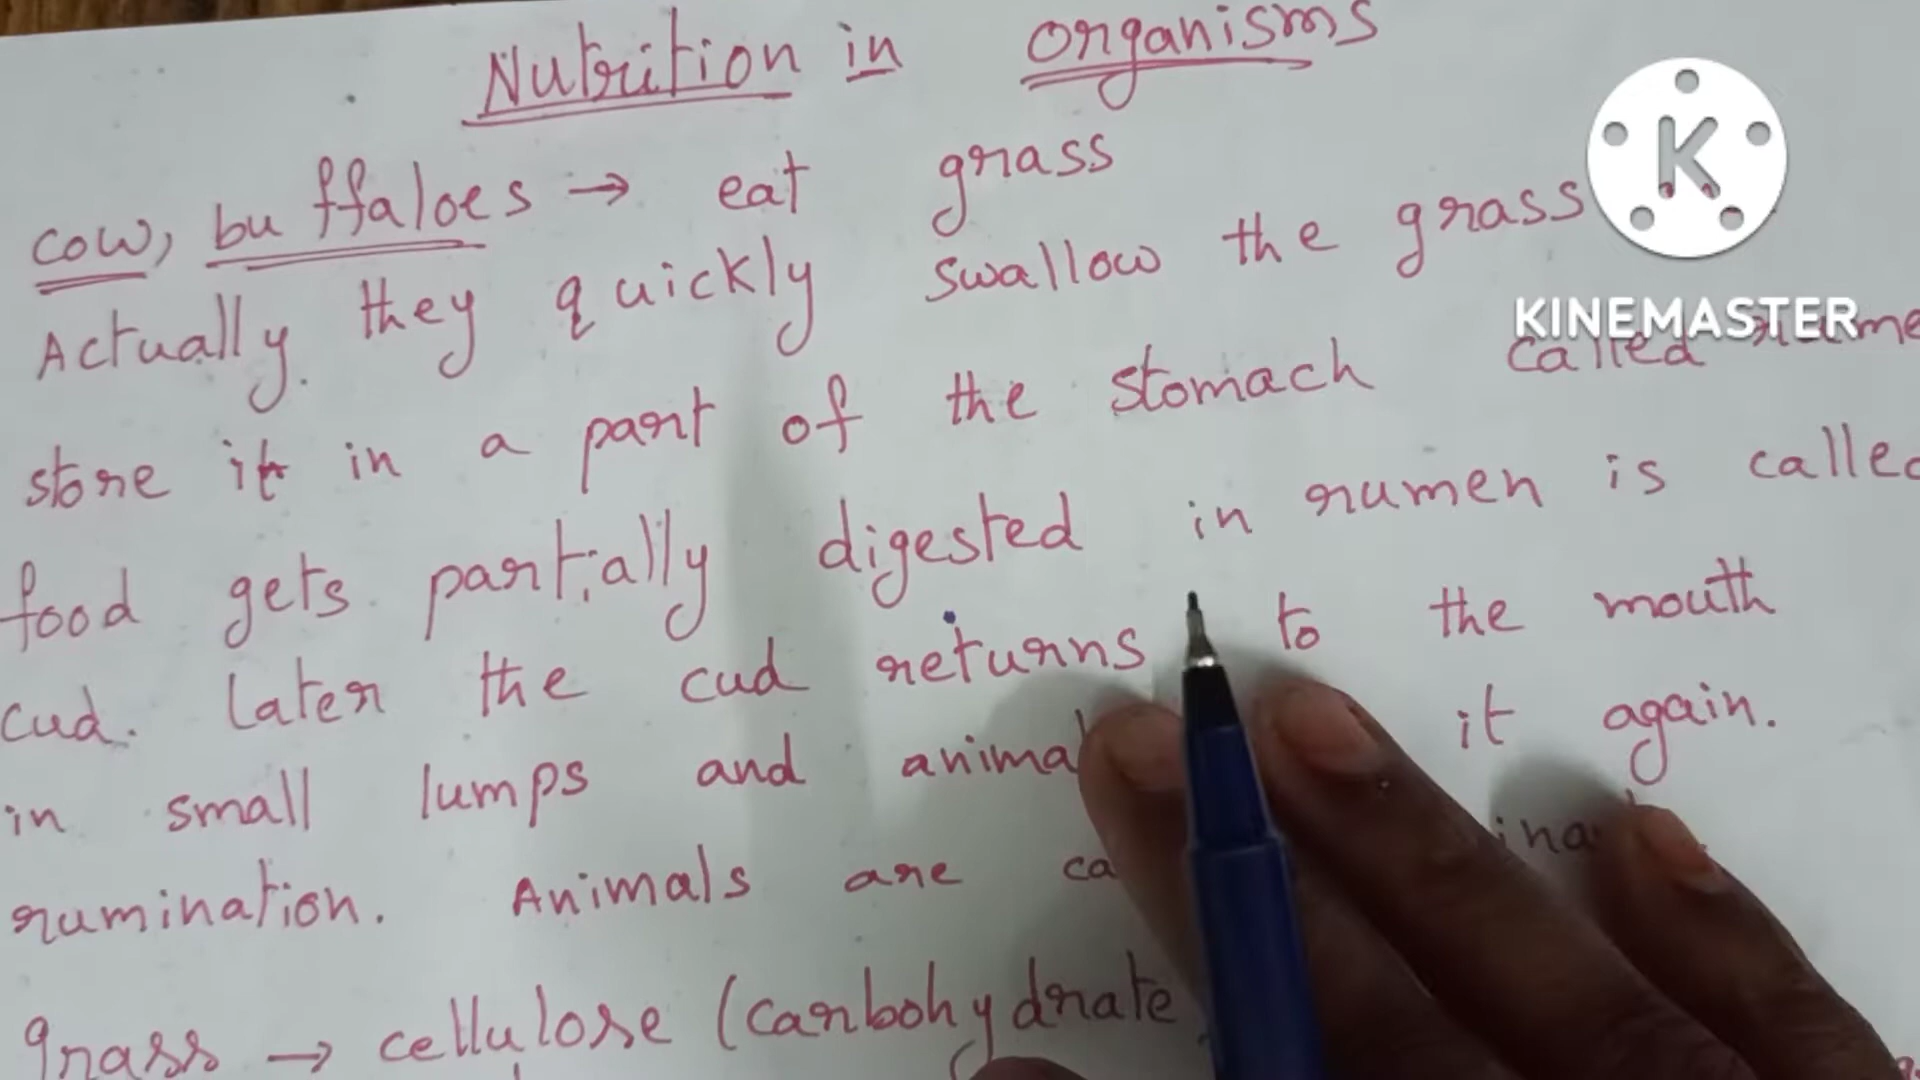 Nutrition in organisms
cow, buffaloes → eat grass
Actually they quickly swallow the grass
store it in a part of the stomach called
food gets partially digested in rumen is
cud. Later the cud returns to the mouth
in small lumps and it again.
rumination. Animals are
grass → cellulose (carbohydrate
K
KINEMASTER